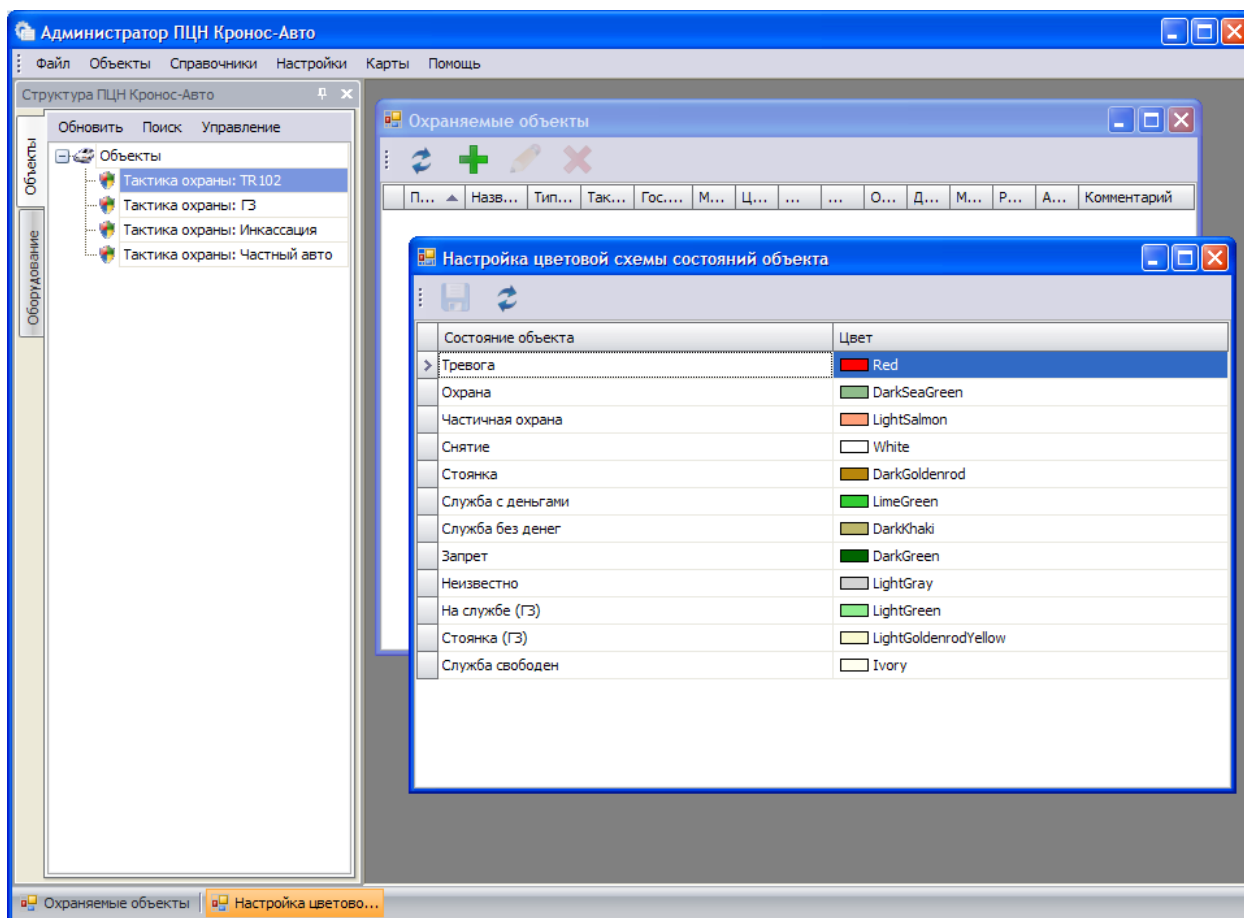 Администратор ПЦН Кронос-Авто
Файл Объекты Справочники Настройки Карты Помощь
Структура ПЦН Кронос-Авто
Обновить Поиск Управление
Объекты
Оборудование
Объекты
Тактика охраны: TR102
Тактика охраны: ГЗ
Тактика охраны: Инкассация
Тактика охраны: Частный авто
Охраняемые объекты
П... Назв... Тип... Так... Гос.... М... Ц... ... ... О... Д... М... Р... А... Комментарий
Настройка цветовой схемы состояний объекта
Состояние объекта Цвет
Тревога Red
Охрана DarkSeaGreen
Частичная охрана LightSalmon
Снятие White
Стоянка DarkGoldenrod
Служба с деньгами LimeGreen
Служба без денег DarkKhaki
Запрет DarkGreen
Неизвестно LightGray
На службе (ГЗ) LightGreen
Стоянка (ГЗ) LightGoldenrodYellow
Служба свободен Ivory
Охраняемые объекты Настройка цветово...